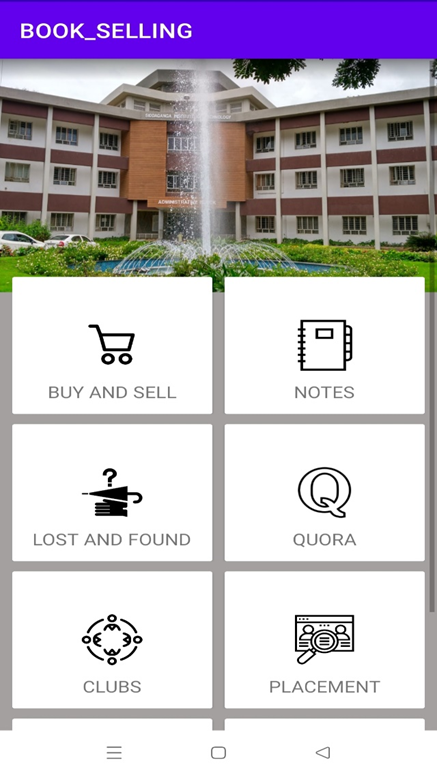 BOOK_SELLING
BUY AND SELL
NOTES
LOST AND FOUND
QUORA
CLUBS
PLACEMENT